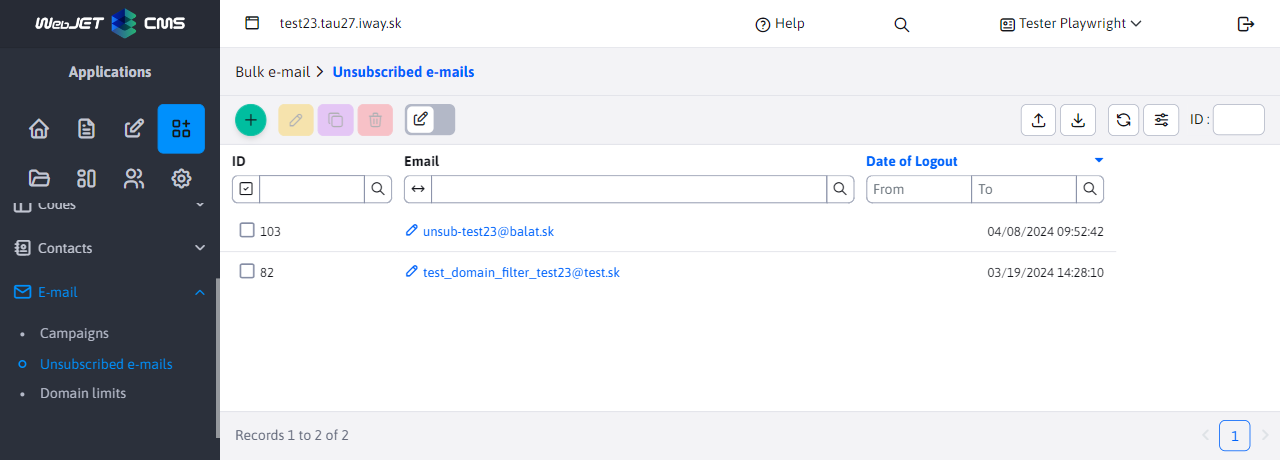 WebJET CMS
test23.tau27.iway.sk
Help
Tester Playwright
Applications
Bulk e-mail > Unsubscribed e-mails
ID :
ID
Email
Date of Logout
From
To
103
unsub-test23@balat.sk
04/08/2024 09:52:42
82
test_domain_filter_test23@test.sk
03/19/2024 14:28:10
Codes
Contacts
E-mail
Campaigns
Unsubscribed e-mails
Domain limits
Records 1 to 2 of 2
1